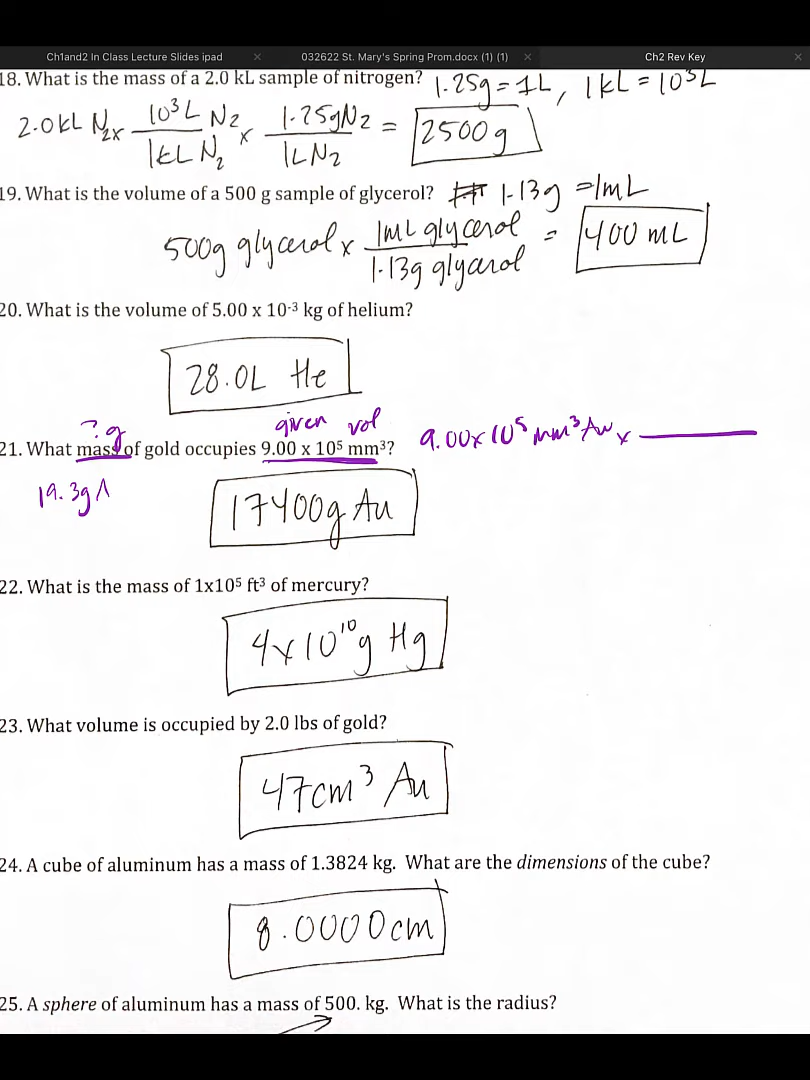 Ch1and2 In Class Lecture Slides ipad × 032622 St. Mary's Spring Prom.docx (1) (1) × Ch2 Rev Key ×
18. What is the mass of a 2.0 kL sample of nitrogen? 1.25g = 1L, 1kL = 10³L
2.0kL N₂ x 10³L N₂ / 1kL N₂ x 1.25g N₂ / 1L N₂ = 2500g
19. What is the volume of a 500 g sample of glycerol? 1.13g = 1mL
500g glycerol x 1mL glycerol / 1.13g glycerol = 400 mL
20. What is the volume of 5.00 x 10⁻³ kg of helium?
28.0L He
? g given vol
21. What mass of gold occupies 9.00 x 10⁵ mm³? 9.00x10⁵ mm³ Au x
19.3g
17400g Au
22. What is the mass of 1x10⁵ ft³ of mercury?
4x10¹⁰g Hg
23. What volume is occupied by 2.0 lbs of gold?
47cm³ Au
24. A cube of aluminum has a mass of 1.3824 kg. What are the dimensions of the cube?
8.0000cm
25. A sphere of aluminum has a mass of 500. kg. What is the radius?